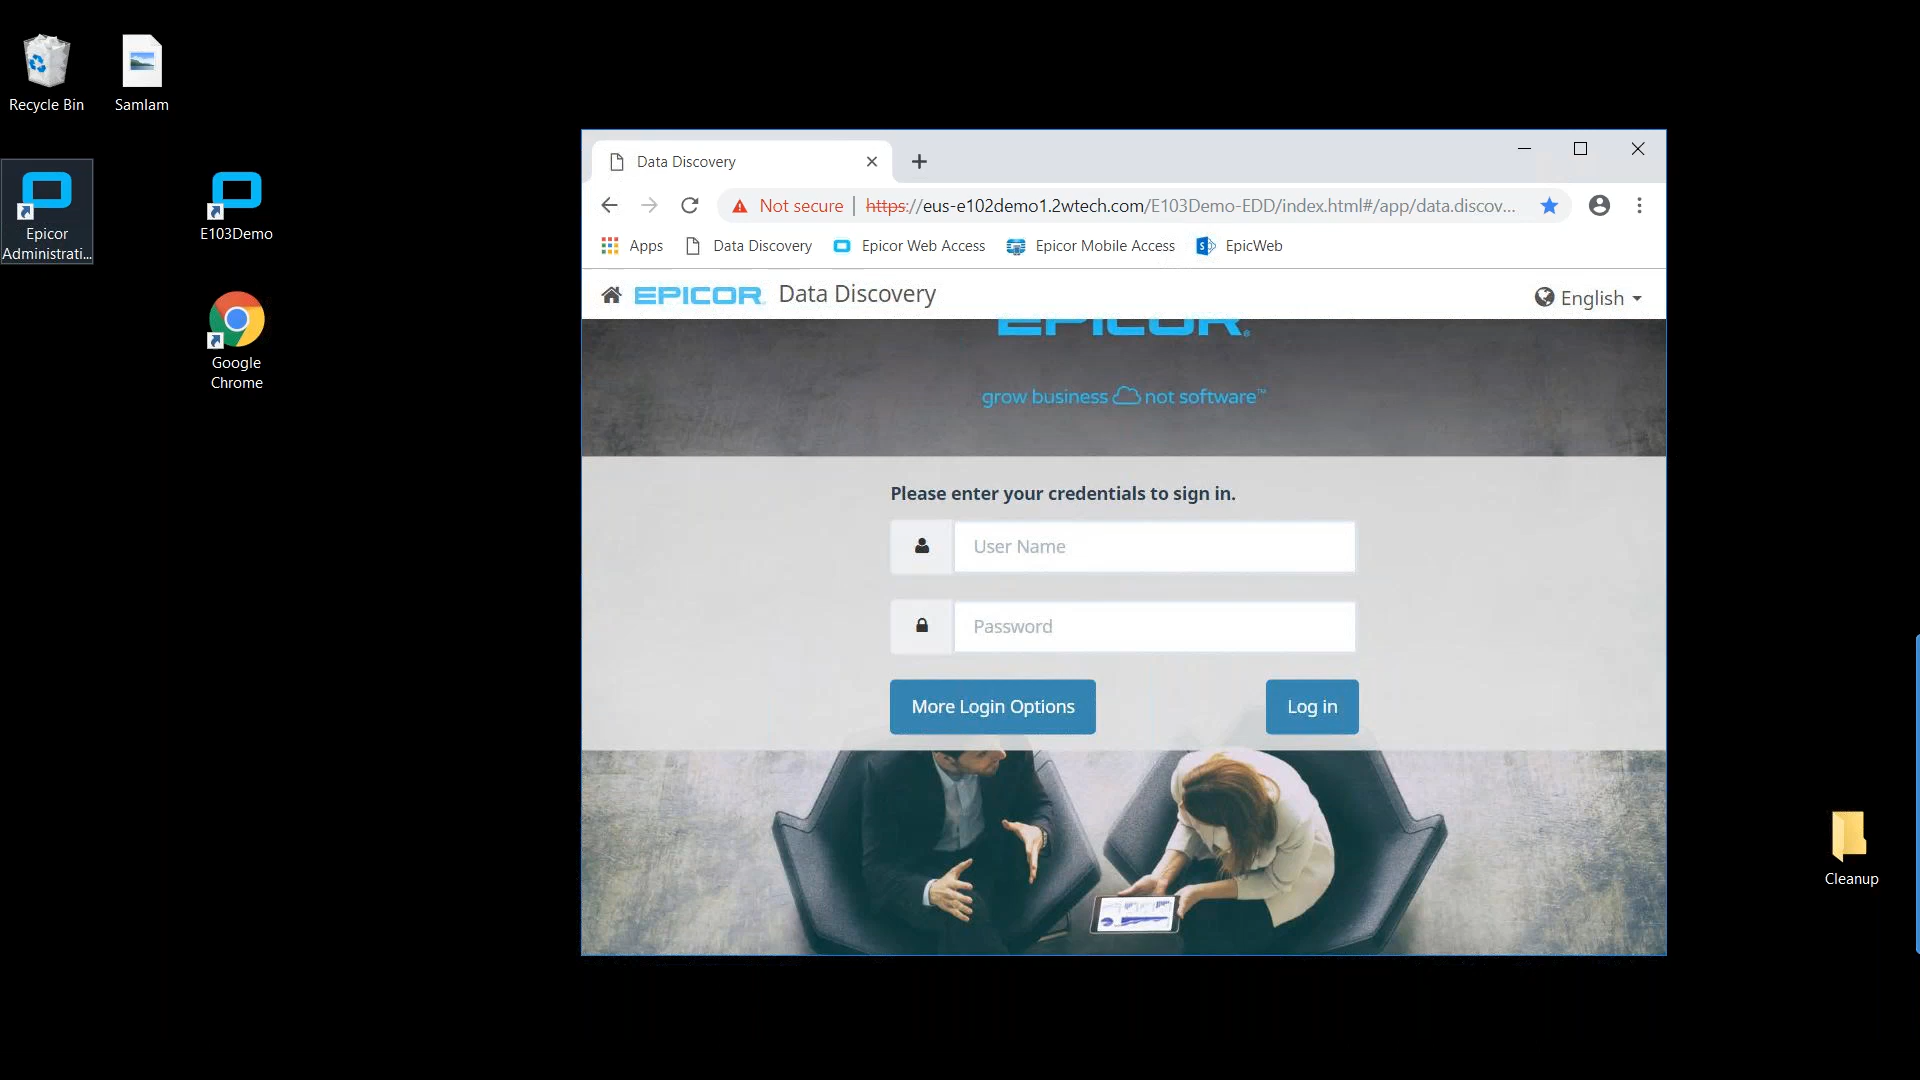 Recycle Bin
SamIam
Epicor
Administrati...
E103Demo
Google
Chrome
Data Discovery
Not secure | https://eus-e102demo1.2wtech.com/E103Demo-EDD/index.html#/app/data.discov...
Apps
Data Discovery
Epicor Web Access
Epicor Mobile Access
EpicWeb
EPICOR Data Discovery
English
EPICOR®
grow business not software™
Please enter your credentials to sign in.
User Name
Password
More Login Options
Log in
Cleanup